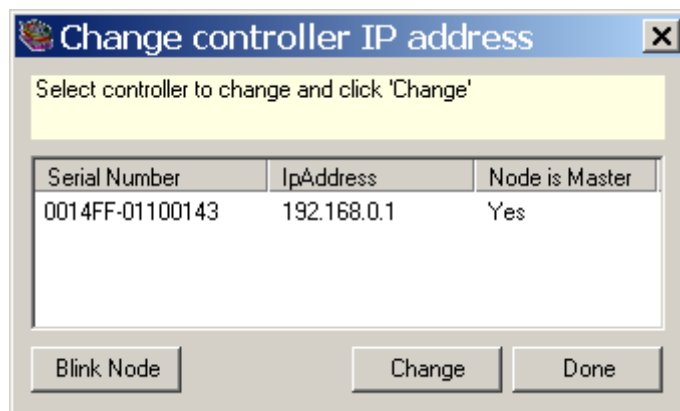 Change controller IP address
Select controller to change and click 'Change'
Serial Number IpAddress Node is Master
0014FF-01100143 192.168.0.1 Yes
Blink Node Change Done